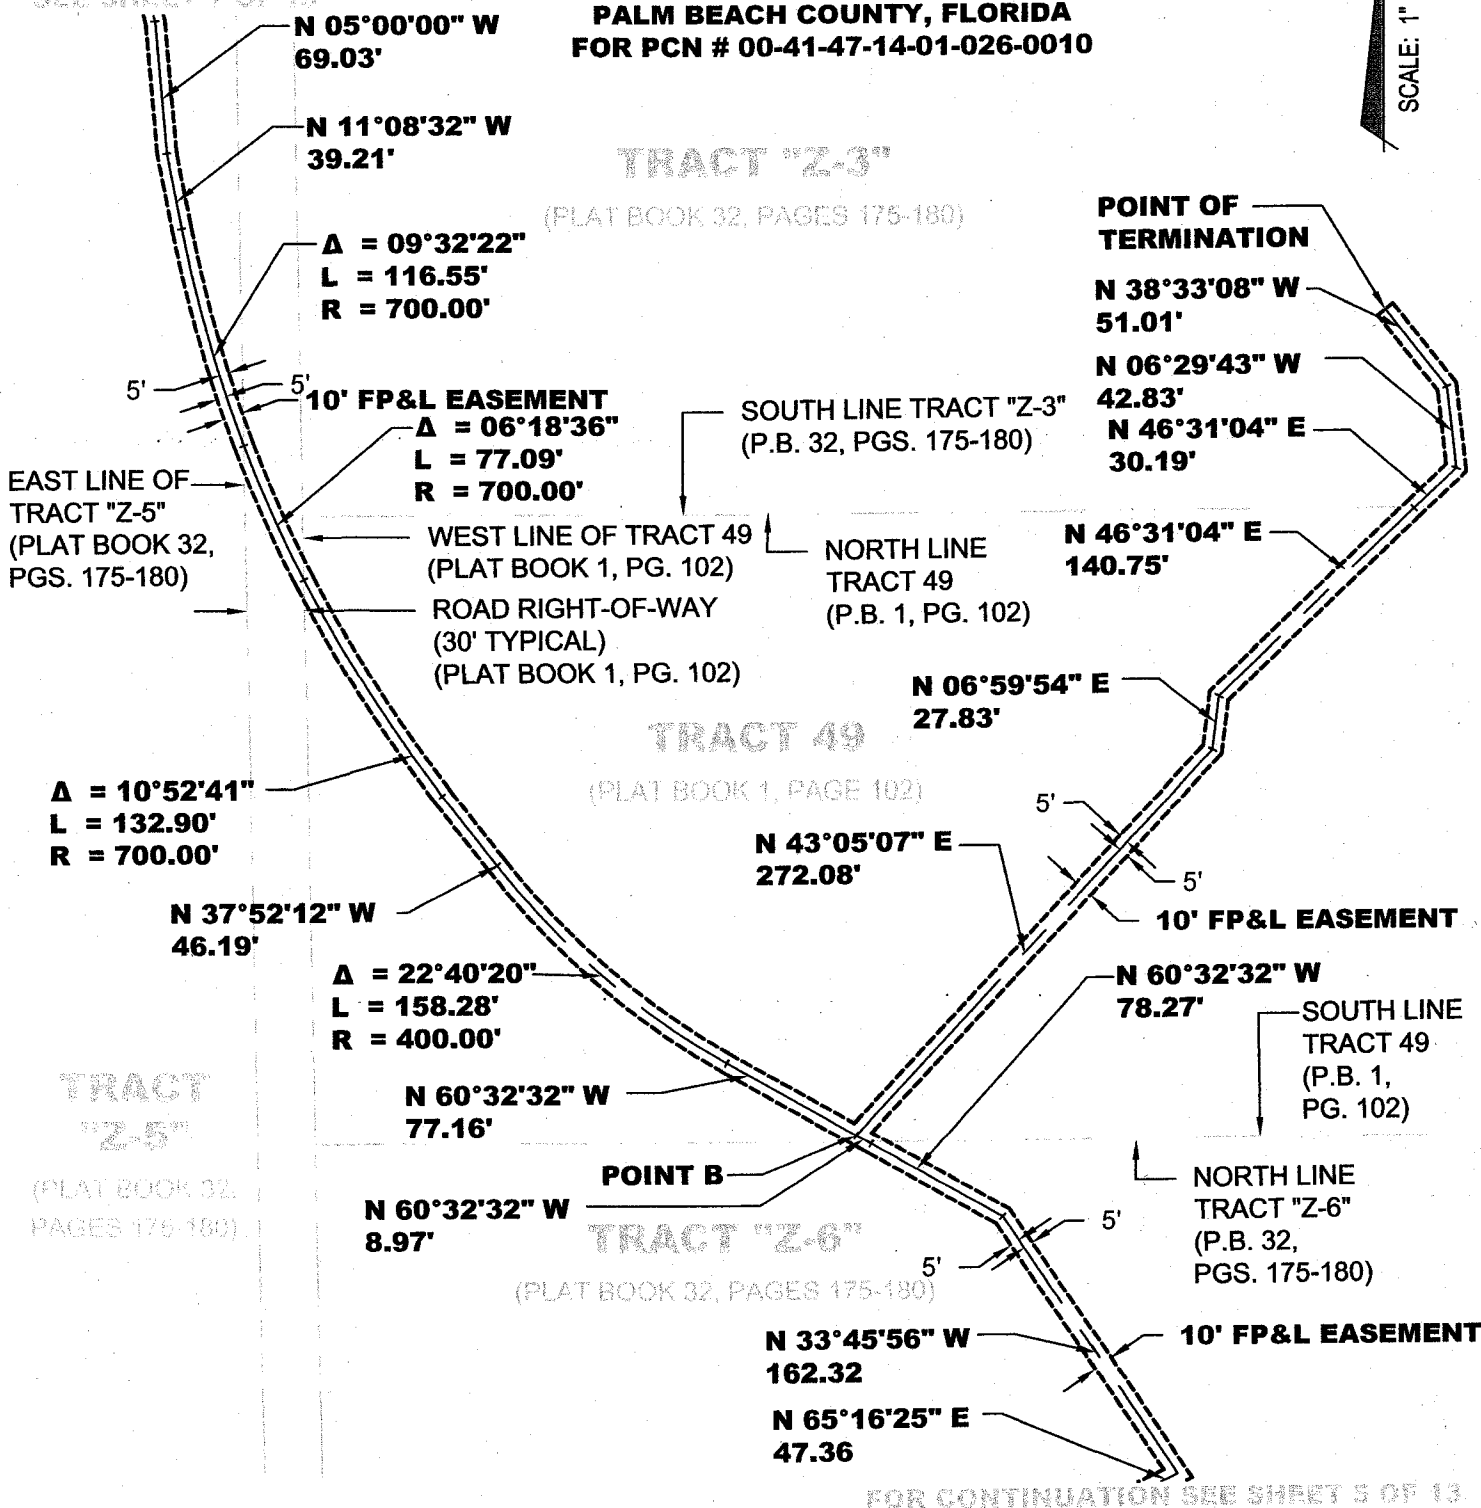 PALM BEACH COUNTY, FLORIDA
FOR PCN # 00-41-47-14-01-026-0010
SCALE: 1"
N 05°00'00" W
69.03'
N 11°08'32" W
39.21'
TRACT "Z-3"
(PLAT BOOK 32, PAGES 175-180)
Δ = 09°32'22"
L = 116.55'
R = 700.00'
POINT OF
TERMINATION
N 38°33'08" W
51.01'
N 06°29'43" W
42.83'
N 46°31'04" E
30.19'
5'
5'
10' FP&L EASEMENT
Δ = 06°18'36"
L = 77.09'
R = 700.00'
SOUTH LINE TRACT "Z-3"
(P.B. 32, PGS. 175-180)
EAST LINE OF
TRACT "Z-5"
(PLAT BOOK 32,
PGS. 175-180)
WEST LINE OF TRACT 49
(PLAT BOOK 1, PG. 102)
NORTH LINE
TRACT 49
(P.B. 1, PG. 102)
N 46°31'04" E
140.75'
ROAD RIGHT-OF-WAY
(30' TYPICAL)
(PLAT BOOK 1, PG. 102)
N 06°59'54" E
27.83'
TRACT 49
(PLAT BOOK 1, PAGE 102)
Δ = 10°52'41"
L = 132.90'
R = 700.00'
5'
N 43°05'07" E
272.08'
5'
10' FP&L EASEMENT
N 37°52'12" W
46.19'
Δ = 22°40'20"
L = 158.28'
R = 400.00'
N 60°32'32" W
78.27'
SOUTH LINE
TRACT 49
(P.B. 1,
PG. 102)
TRACT
"Z-5"
(PLAT BOOK 32,
PAGES 175-180)
N 60°32'32" W
77.16'
POINT B
N 60°32'32" W
8.97'
NORTH LINE
TRACT "Z-6"
(P.B. 32,
PGS. 175-180)
TRACT "Z-6"
(PLAT BOOK 32, PAGES 175-180)
5'
5'
N 33°45'56" W
162.32
10' FP&L EASEMENT
N 65°16'25" E
47.36
FOR CONTINUATION SEE SHEET 5 OF 13